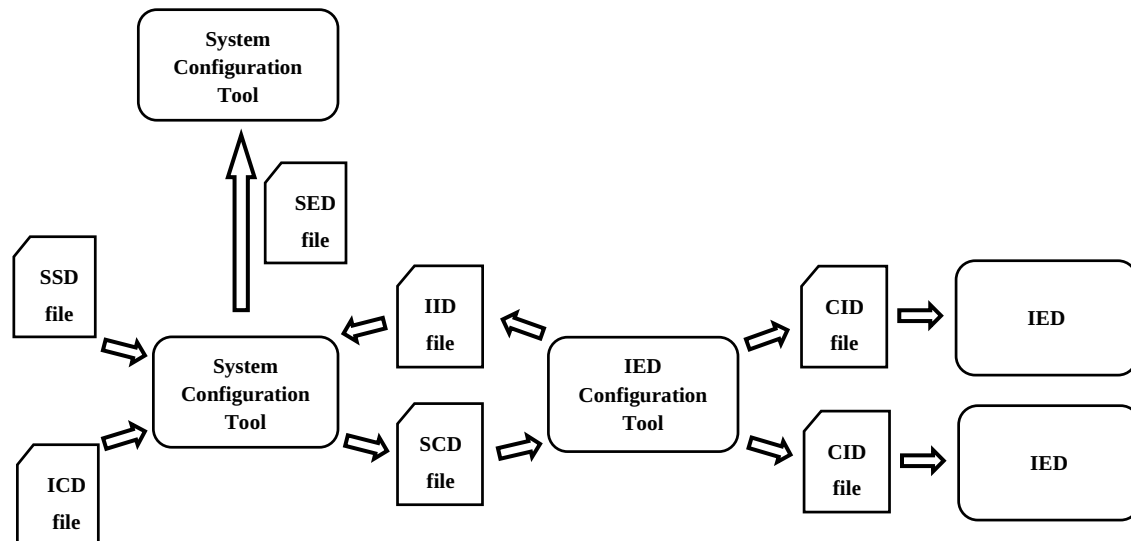 System
Configuration
Tool
SED
file
SSD
file
IID
file
CID
file
IED
System
Configuration
Tool
IED
Configuration
Tool
ICD
file
SCD
file
CID
file
IED